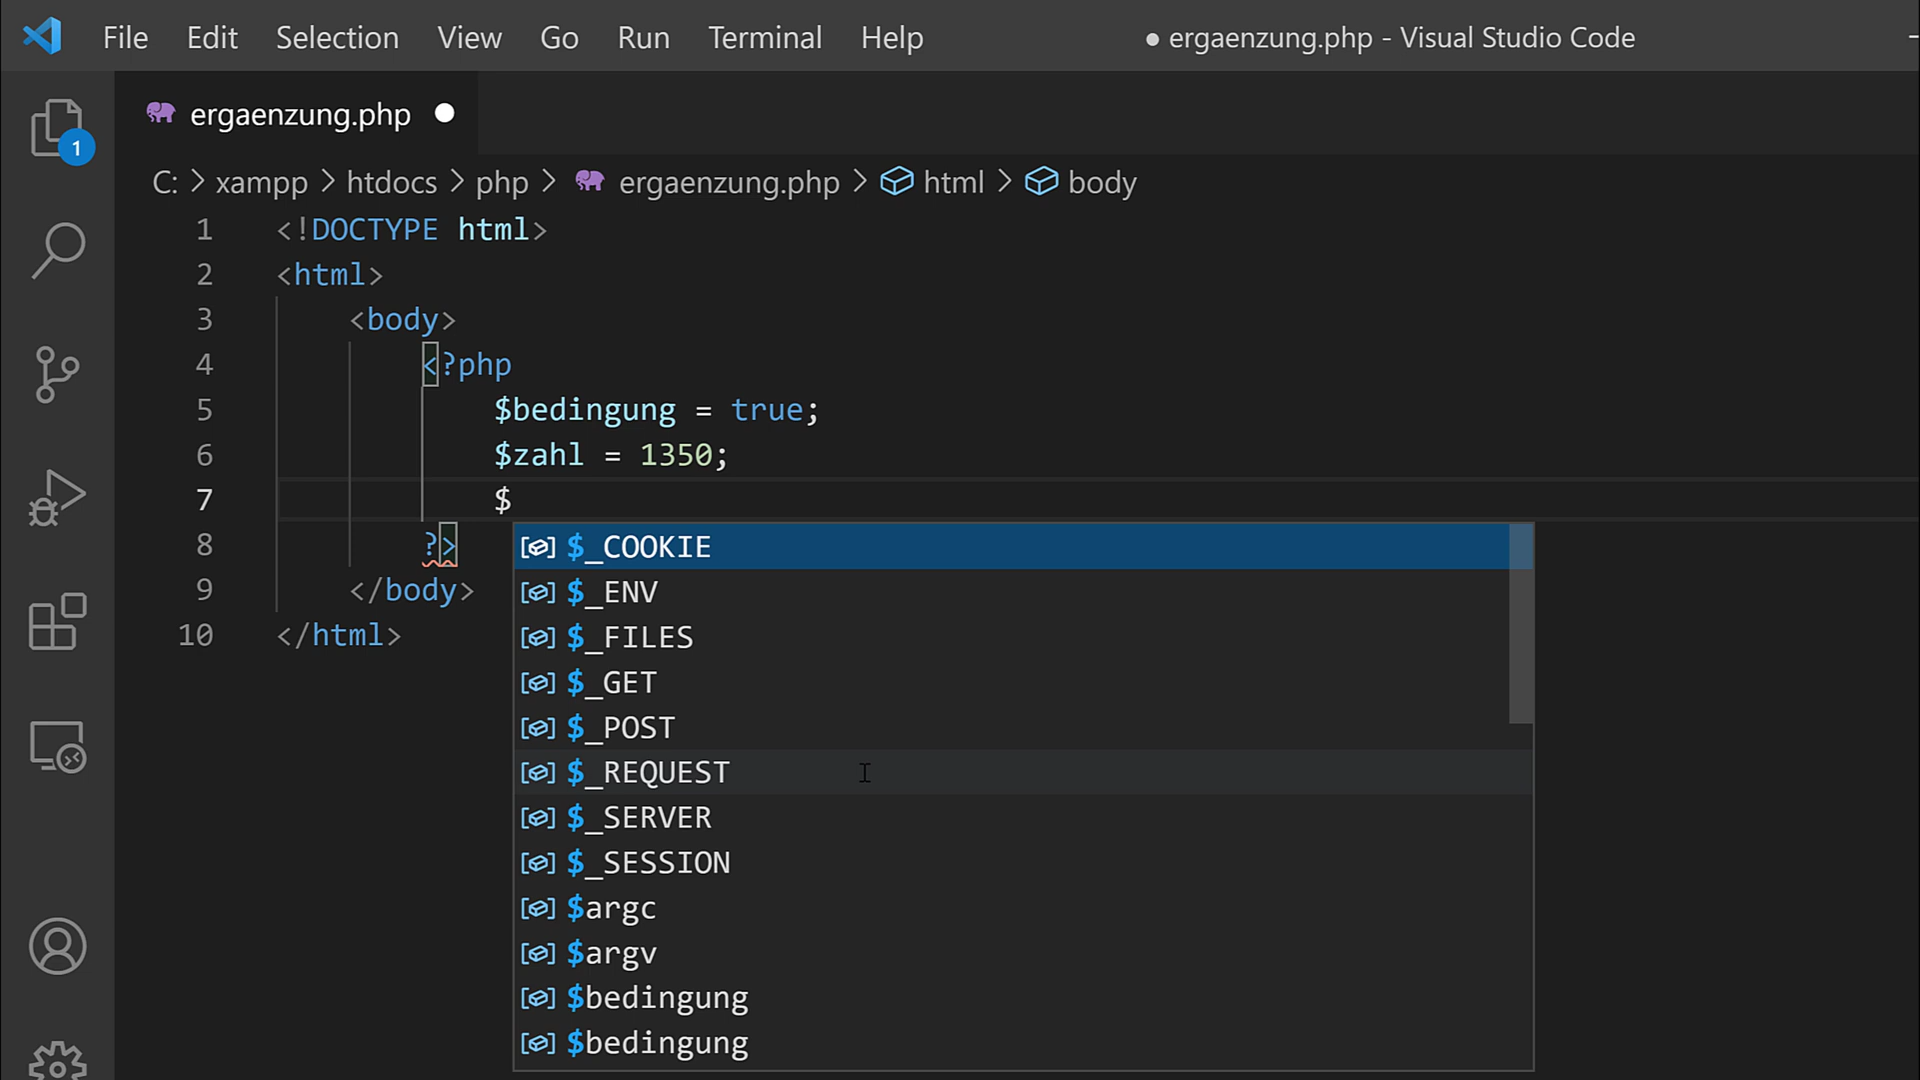 File Edit Selection View Go Run Terminal Help ● ergaenzung.php - Visual Studio Code
ergaenzung.php ●
1
C: > xampp > htdocs > php > ergaenzung.php > html > body
1 <!DOCTYPE html>
2 <html>
3 <body>
4 <?php
5 $bedingung = true;
6 $zahl = 1350;
7 $
8 ?>
9 </body>
10 </html>
$_COOKIE
$_ENV
$_FILES
$_GET
$_POST
$_REQUEST
$_SERVER
$_SESSION
$argc
$argv
$bedingung
$bedingung